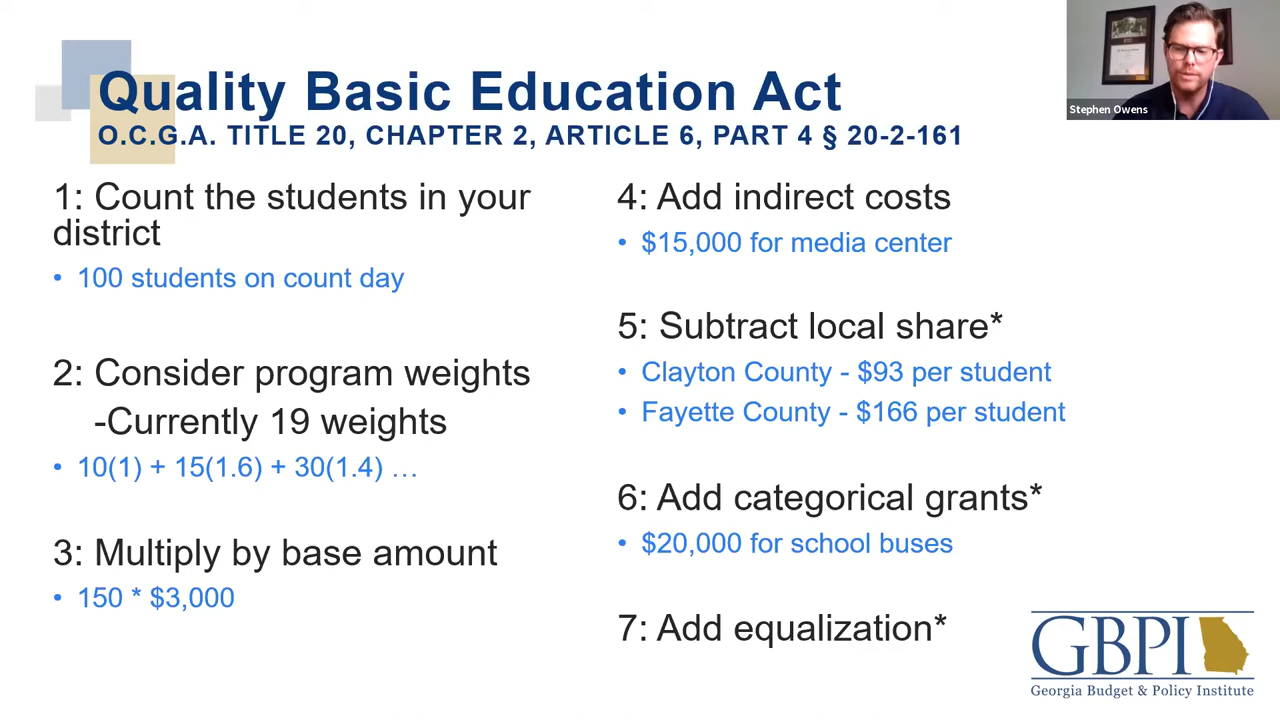 Quality Basic Education Act
O.C.G.A. TITLE 20, CHAPTER 2, ARTICLE 6, PART 4 § 20-2-161
Stephen Owens
1: Count the students in your
district
• 100 students on count day
2: Consider program weights
-Currently 19 weights
• 10(1) + 15(1.6) + 30(1.4) …
3: Multiply by base amount
• 150 * $3,000
4: Add indirect costs
• $15,000 for media center
5: Subtract local share*
• Clayton County - $93 per student
• Fayette County - $166 per student
6: Add categorical grants*
• $20,000 for school buses
7: Add equalization*
GBPI
Georgia Budget & Policy Institute